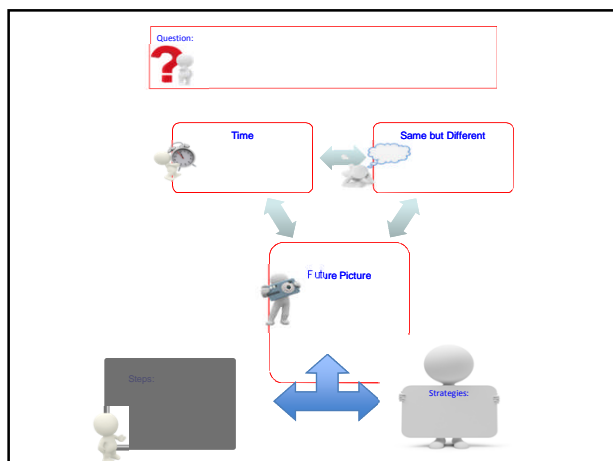 Question:
Time
Same but Different
Future Picture
Steps:
Strategies: